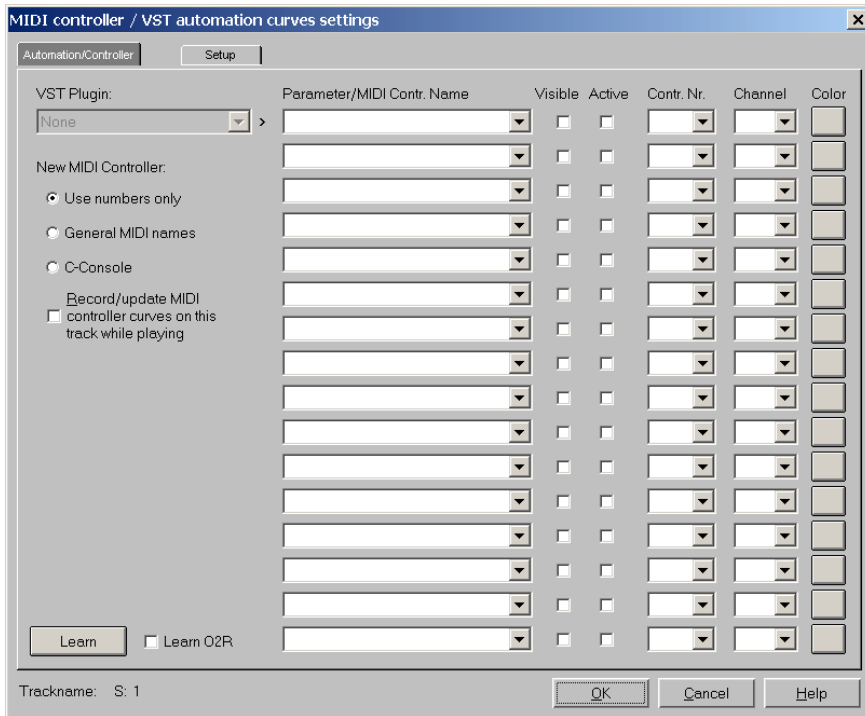 MIDI controller / VST automation curves settings
Automation/Controller
Setup
VST Plugin:
Parameter/MIDI Contr. Name
Visible
Active
Contr. Nr.
Channel
Color
None
>
New MIDI Controller:
Use numbers only
General MIDI names
C-Console
Record/update MIDI
controller curves on this
track while playing
Learn
Learn O2R
Trackname: S: 1
OK
Cancel
Help